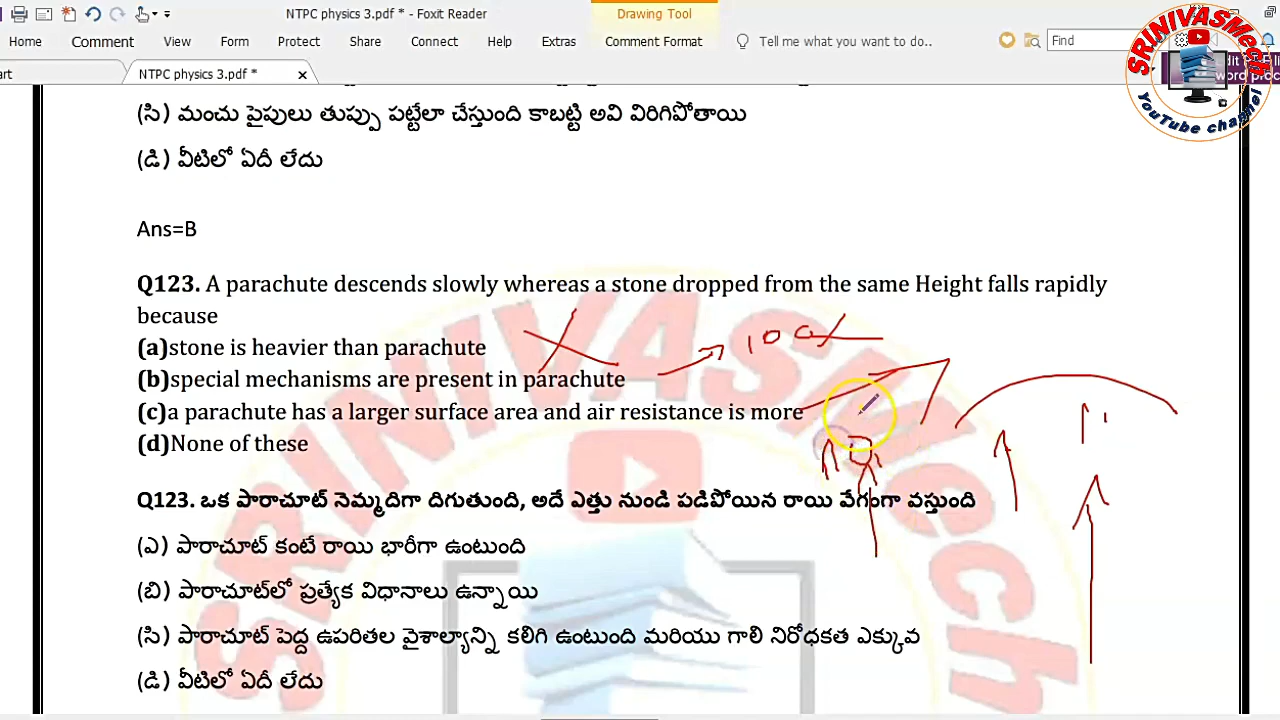 NTPC physics 3.pdf * - Foxit Reader
Drawing Tool
Home Comment View Form Protect Share Connect Help Extras Comment Format Tell me what you want to do.. Find
art NTPC physics 3.pdf *
(సి) మంచు పైపులు తుప్పు పట్టేలా చేస్తుంది కాబట్టి అవి విరిగిపోతాయి
(డి) వీటిలో ఏదీ లేదు
Ans=B
Q123. A parachute descends slowly whereas a stone dropped from the same Height falls rapidly
because
(a)stone is heavier than parachute
(b)special mechanisms are present in parachute
(c)a parachute has a larger surface area and air resistance is more
(d)None of these
Q123. ఒక పారాచూట్ నెమ్మదిగా దిగుతుంది, అదే ఎత్తు నుండి పడిపోయిన రాయి వేగంగా వస్తుంది
(ఎ) పారాచూట్ కంటే రాయి భారీగా ఉంటుంది
(బి) పారాచూట్‌లో ప్రత్యేక విధానాలు ఉన్నాయి
(సి) పారాచూట్ పెద్ద ఉపరితల వైశాల్యాన్ని కలిగి ఉంటుంది మరియు గాలి నిరోధకత ఎక్కువ
(డి) వీటిలో ఏదీ లేదు
SRINIVASMech
YouTube channel
SRINIVASMech